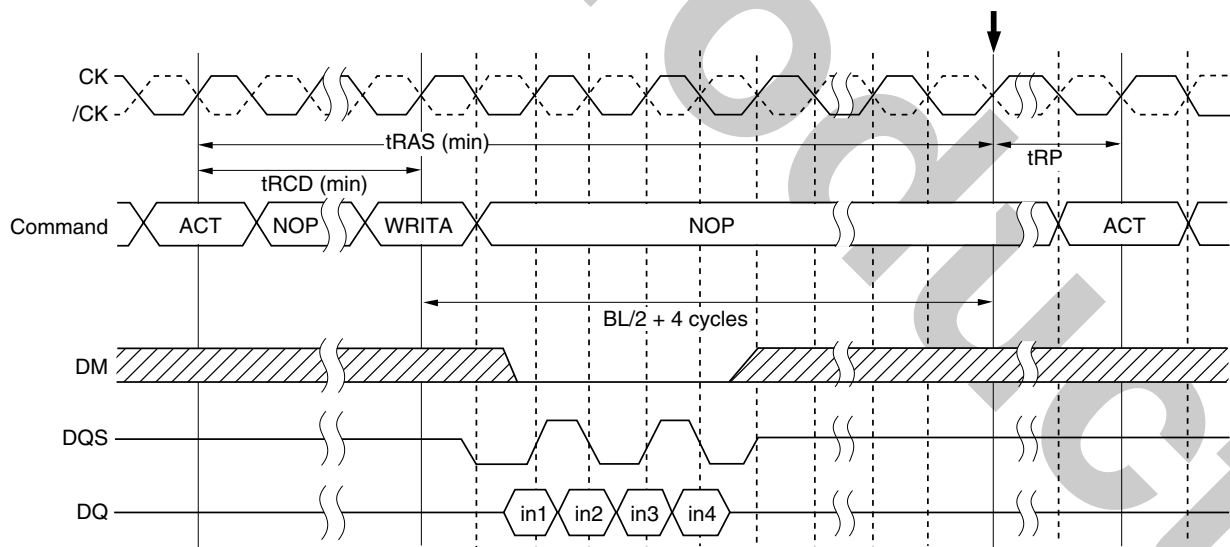 CK
/CK
tRAS (min)
tRP
tRCD (min)
Command ACT NOP WRITA NOP ACT
BL/2 + 4 cycles
DM
DQS
DQ in1 in2 in3 in4